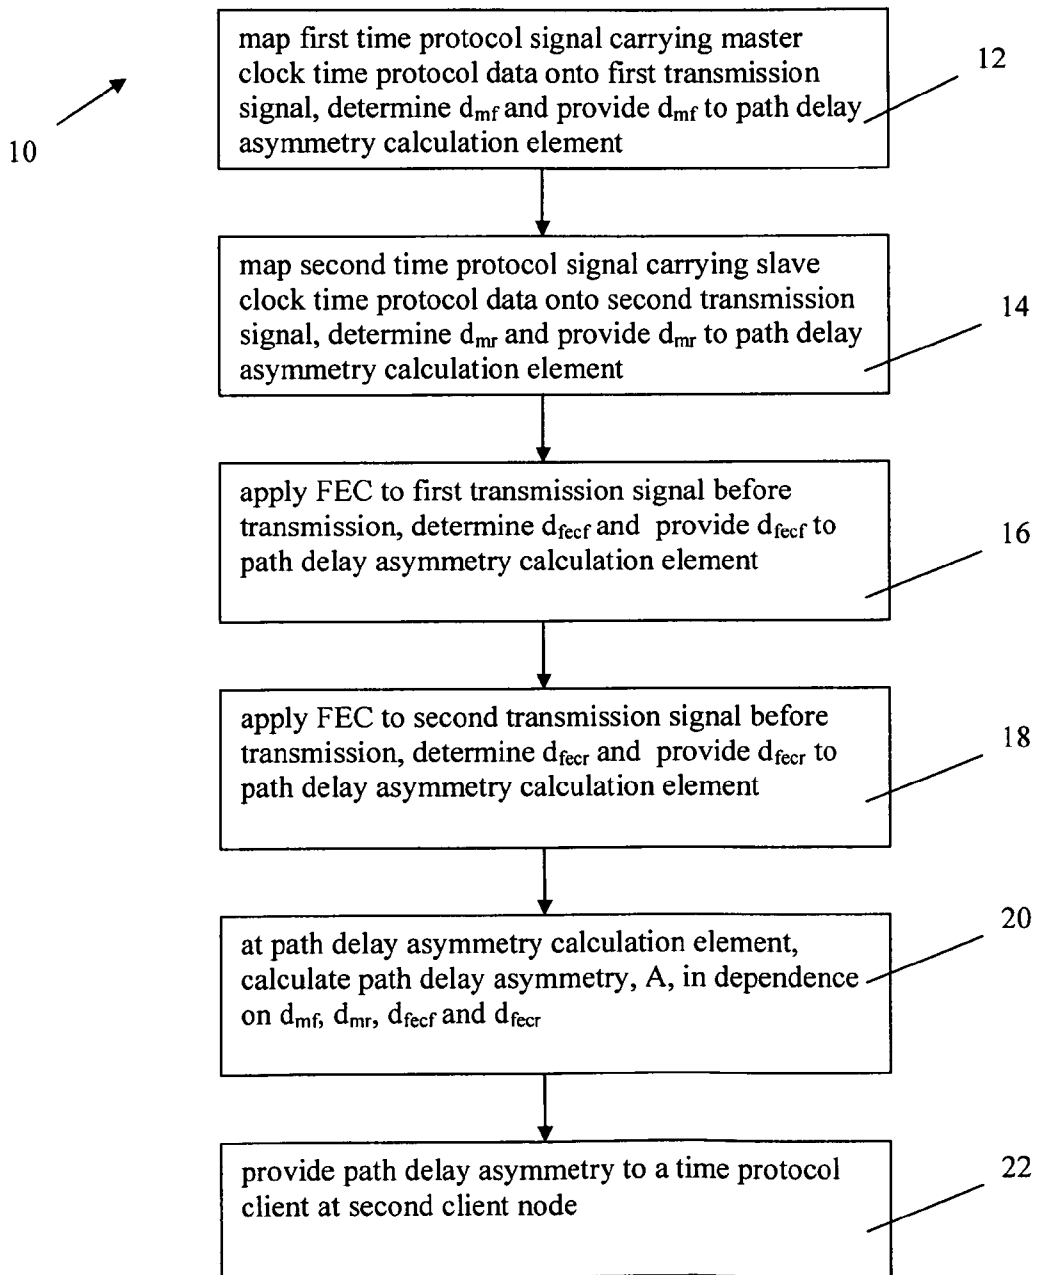 map first time protocol signal carrying master
clock time protocol data onto first transmission
signal, determine dmf and provide dmf to path delay
asymmetry calculation element
12
10
map second time protocol signal carrying slave
clock time protocol data onto second transmission
signal, determine dmr and provide dmr to path delay
asymmetry calculation element
14
apply FEC to first transmission signal before
transmission, determine dfecf and provide dfecf to
path delay asymmetry calculation element
16
apply FEC to second transmission signal before
transmission, determine dfecr and provide dfecr to
path delay asymmetry calculation element
18
at path delay asymmetry calculation element,
calculate path delay asymmetry, A, in dependence
on dmf, dmr, dfecf and dfecr
20
provide path delay asymmetry to a time protocol
client at second client node
22